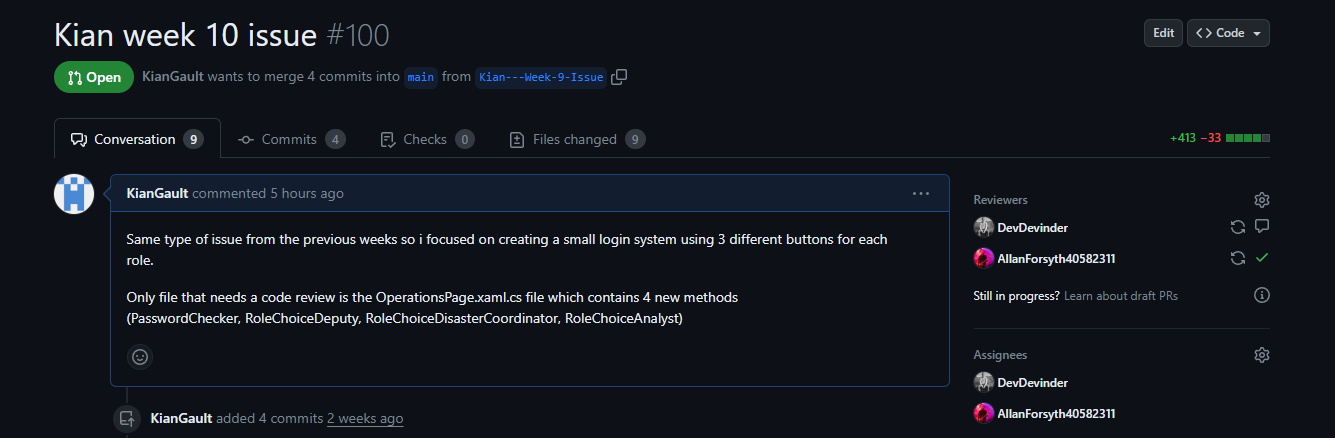 Kian week 10 issue #100
Edit
<> Code
Open
KianGault wants to merge 4 commits into main from Kian---Week-9-Issue
Conversation 9
Commits 4
Checks 0
Files changed 9
+413 −33
KianGault commented 5 hours ago
Same type of issue from the previous weeks so i focused on creating a small login system using 3 different buttons for each
role.
Only file that needs a code review is the OperationsPage.xaml.cs file which contains 4 new methods
(PasswordChecker, RoleChoiceDeputy, RoleChoiceDisasterCoordinator, RoleChoiceAnalyst)
KianGault added 4 commits 2 weeks ago
Reviewers
DevDevinder
AllanForsyth40582311
Still in progress? Learn about draft PRs
Assignees
DevDevinder
AllanForsyth40582311